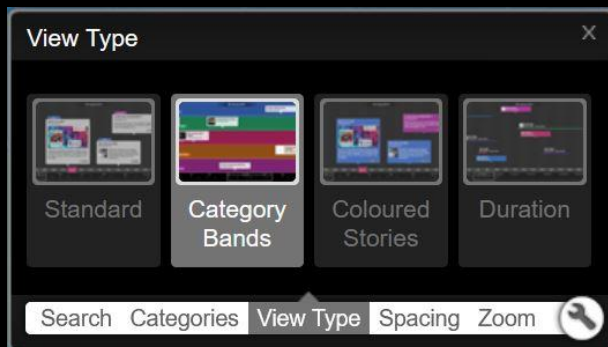 View Type
X
Standard
Category
Bands
Coloured
Stories
Duration
Search Categories View Type Spacing Zoom